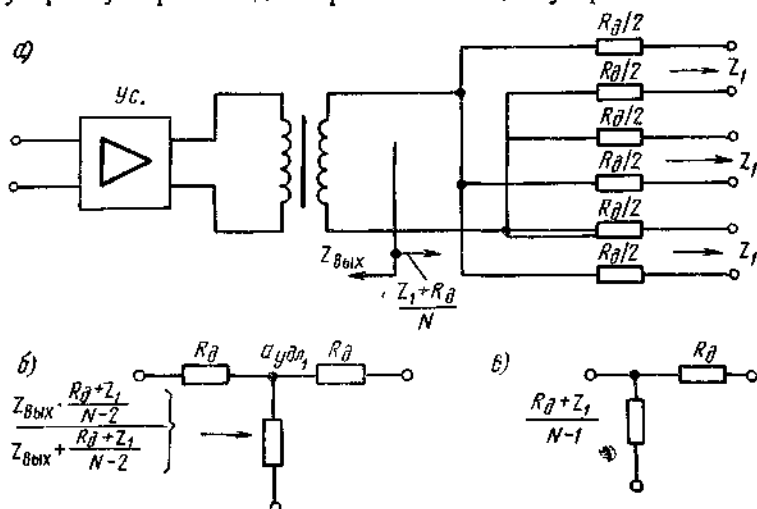 а)
Ус.
Rд/2
Rд/2
Z₁
Rд/2
Rд/2
Z₁
Rд/2
Rд/2
Z₁
Zвых
Z₁+Rд
N
б)
Rд
aудл₁
Rд
Zвых · Rд+Z₁
N-2
Zвых + Rд+Z₁
N-2
в)
Rд
Rд+Z₁
N-1